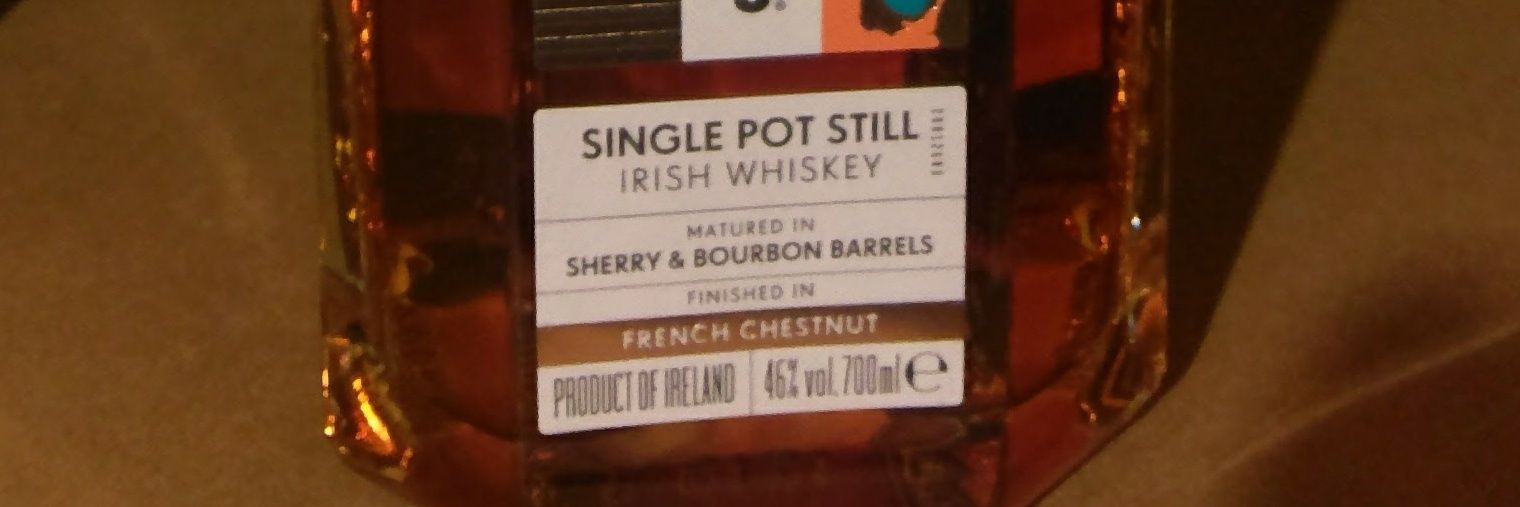 SINGLE POT STILL
IRISH WHISKEY
MATURED IN
SHERRY & BOURBON BARRELS
FINISHED IN
FRENCH CHESTNUT
PRODUCT OF IRELAND
46% vol. 700ml e